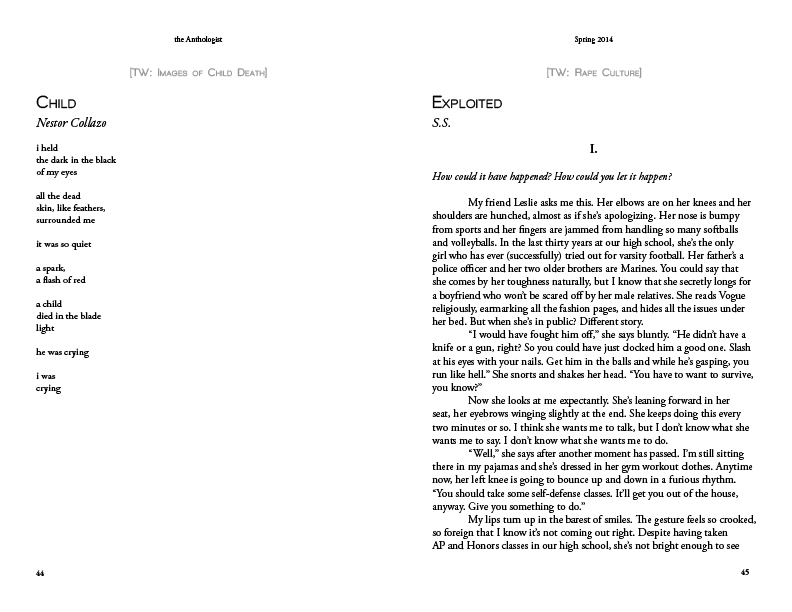 the Anthologist
[TW: Images of Child Death]
Child
Nestor Collazo
i held
the dark in the black
of my eyes
all the dead
skin, like feathers,
surrounded me
it was so quiet
a spark,
a flash of red
a child
died in the blade
light
he was crying
i was
crying
44
Spring 2014
[TW: Rape Culture]
Exploited
S.S.
I.
How could it have happened? How could you let it happen?
My friend Leslie asks me this. Her elbows are on her knees and her
shoulders are hunched, almost as if she’s apologizing. Her nose is bumpy
from sports and her fingers are jammed from handling so many softballs
and volleyballs. In the last thirty years at our high school, she’s the only
girl who has ever (successfully) tried out for varsity football. Her father’s a
police officer and her two older brothers are Marines. You could say that
she comes by her toughness naturally, but I know that she secretly longs for
a boyfriend who won’t be scared off by her male relatives. She reads Vogue
religiously, earmarking all the fashion pages, and hides all the issues under
her bed. But when she’s in public? Different story.
“I would have fought him off,” she says bluntly. “He didn’t have a
knife or a gun, right? So you could have just clocked him a good one. Slash
at his eyes with your nails. Get him in the balls and while he’s gasping, you
run like hell.” She snorts and shakes her head. “You have to want to survive,
you know?”
Now she looks at me expectantly. She’s leaning forward in her
seat, her eyebrows winging slightly at the end. She keeps doing this every
two minutes or so. I think she wants me to talk, but I don’t know what she
wants me to say. I don’t know what she wants me to do.
“Well,” she says after another moment has passed. I’m still sitting
there in my pajamas and she’s dressed in her gym workout clothes. Anytime
now, her left knee is going to bounce up and down in a furious rhythm.
“You should take some self-defense classes. It’ll get you out of the house,
anyway. Give you something to do.”
My lips turn up in the barest of smiles. The gesture feels so crooked,
so foreign that I know it’s not coming out right. Despite having taken
AP and Honors classes in our high school, she’s not bright enough to see
45